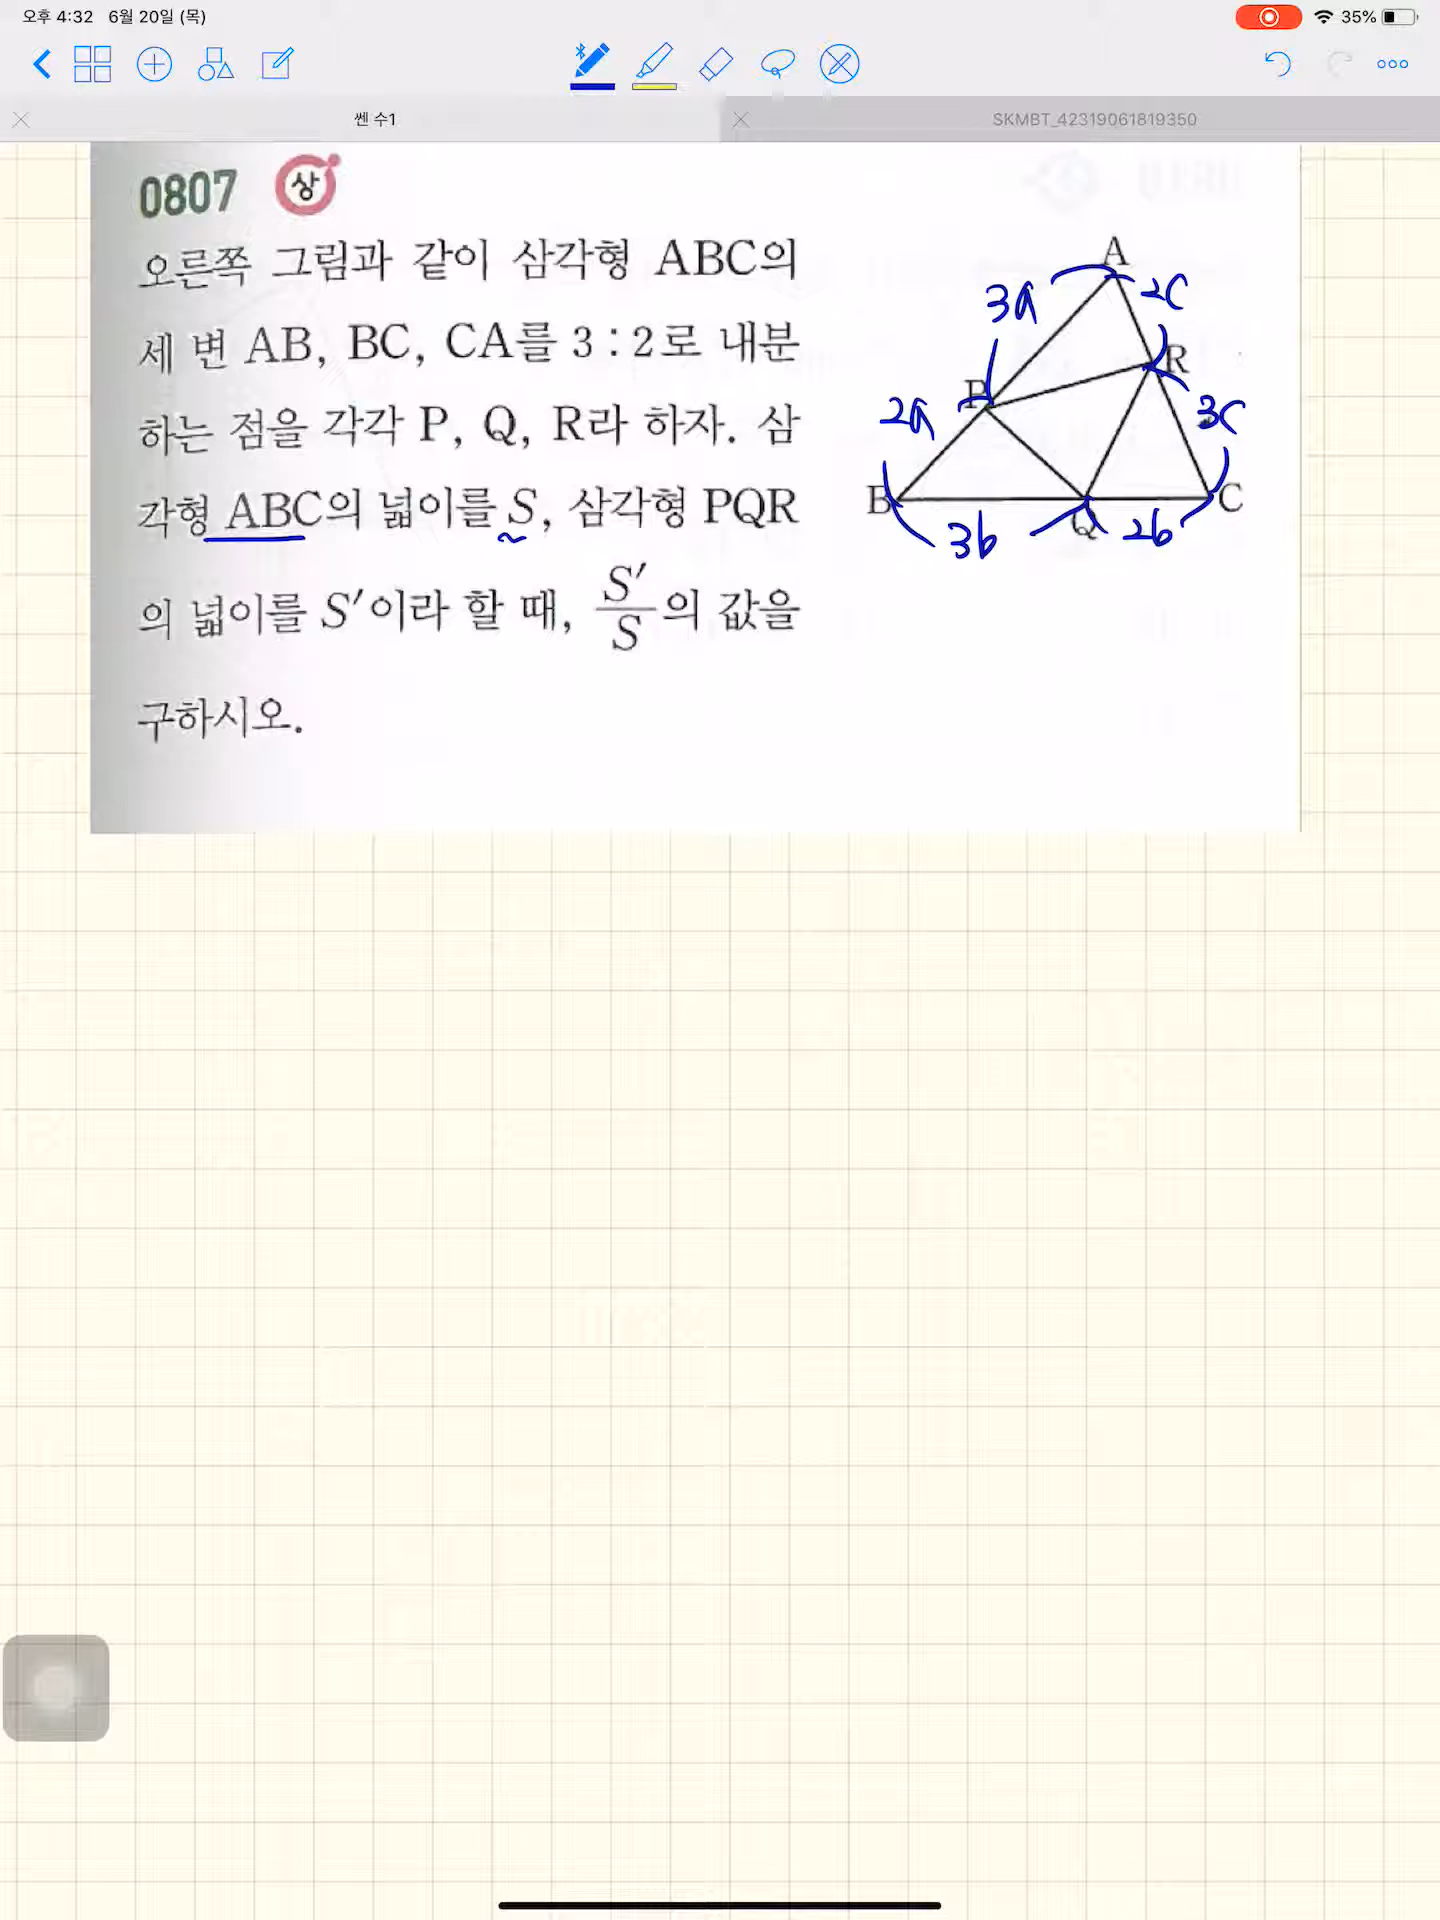 오후 4:32 6월 20일 (목) 35%
쎈 수1 SKMBT_42319061819350
0807 상
오른쪽 그림과 같이 삼각형 ABC의
세 변 AB, BC, CA를 3 : 2로 내분
하는 점을 각각 P, Q, R라 하자. 삼
각형 ABC의 넓이를 S, 삼각형 PQR
의 넓이를 S′이라 할 때, S′/S의 값을
구하시오.
A
3a 2c
R
P
2a 3c
B Q C
3b 2b